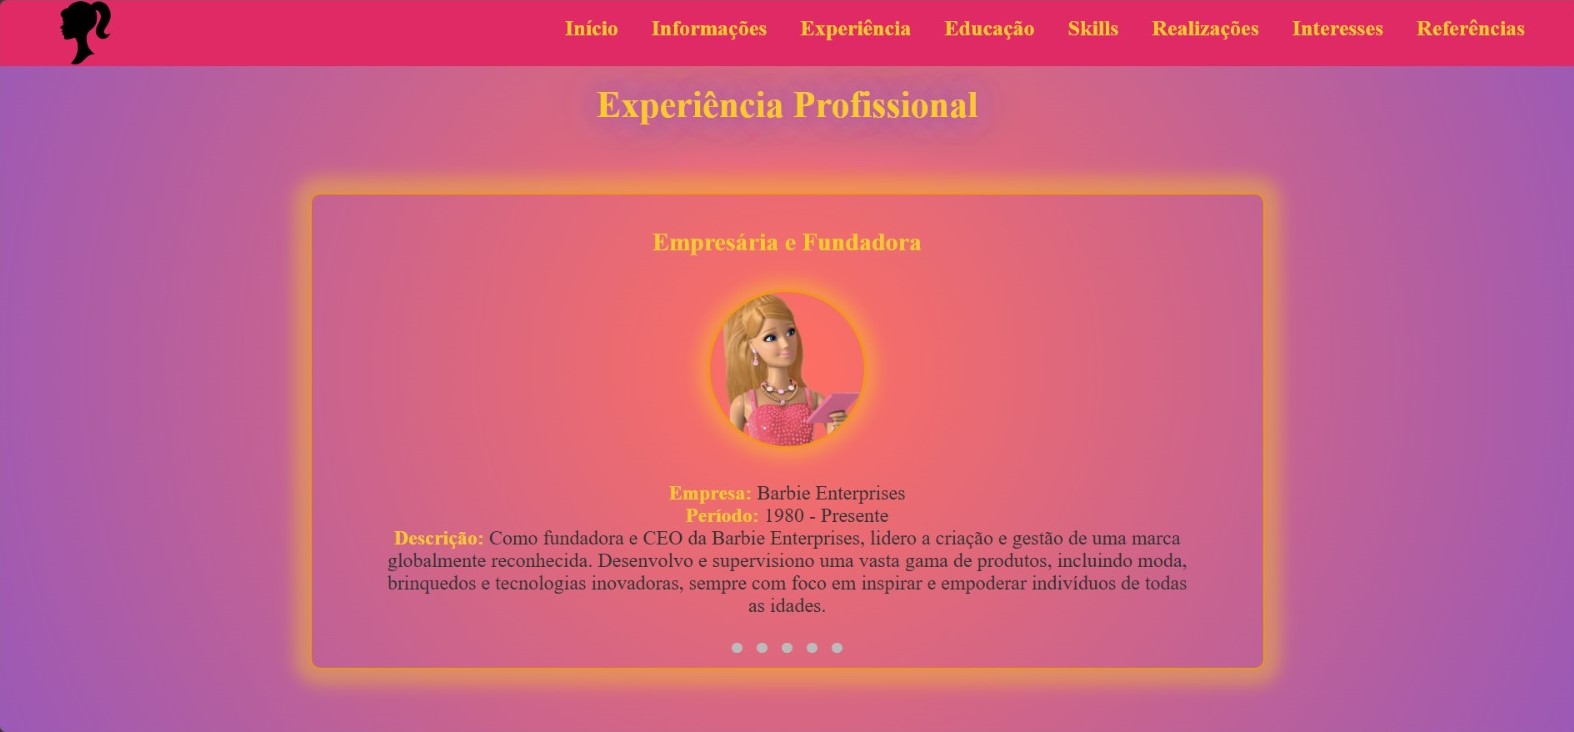 Início Informações Experiência Educação Skills Realizações Interesses Referências
Experiência Profissional
Empresária e Fundadora
Empresa: Barbie Enterprises
Período: 1980 - Presente
Descrição: Como fundadora e CEO da Barbie Enterprises, lidero a criação e gestão de uma marca
globalmente reconhecida. Desenvolvo e supervisiono uma vasta gama de produtos, incluindo moda,
brinquedos e tecnologias inovadoras, sempre com foco em inspirar e empoderar indivíduos de todas
as idades.